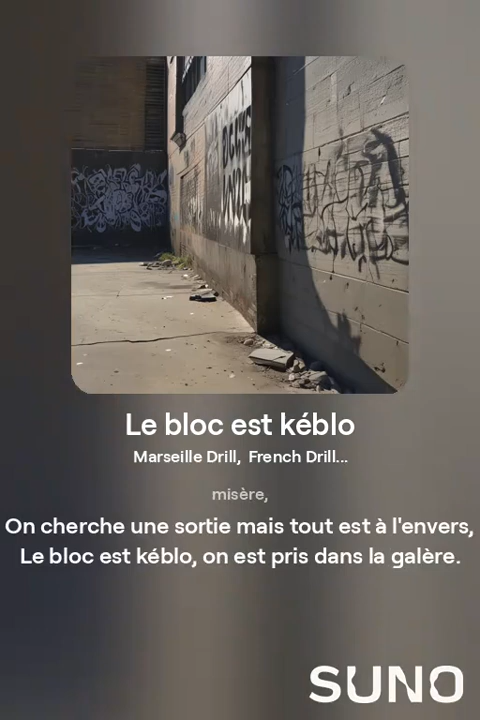 Le bloc est kéblo
Marseille Drill, French Drill...
misère,
On cherche une sortie mais tout est à l'envers,
Le bloc est kéblo, on est pris dans la galère.
SUNO